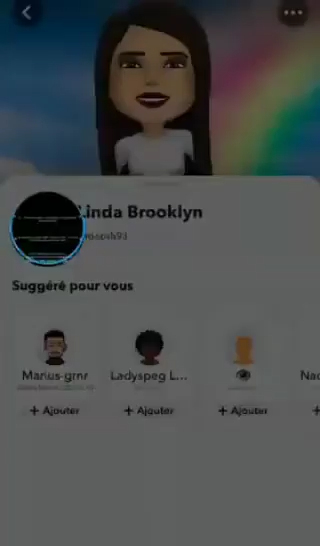 Linda Brooklyn
Suggéré pour vous
Marius-grnr
Ladyspeg L...
+ Ajouter
+ Ajouter
+ Ajouter